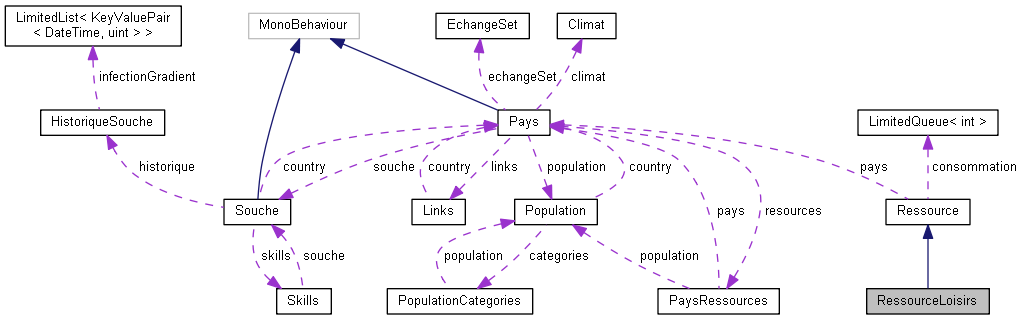 LimitedList< KeyValuePair
< DateTime, uint > >
MonoBehaviour
EchangeSet
Climat
infectionGradient
echangeSet
climat
HistoriqueSouche
Pays
LimitedQueue< int >
historique
country
souche
country
links
population
country
pays
consommation
Souche
Links
Population
pays
resources
Ressource
skills
souche
population
categories
population
Skills
PopulationCategories
PaysRessources
RessourceLoisirs